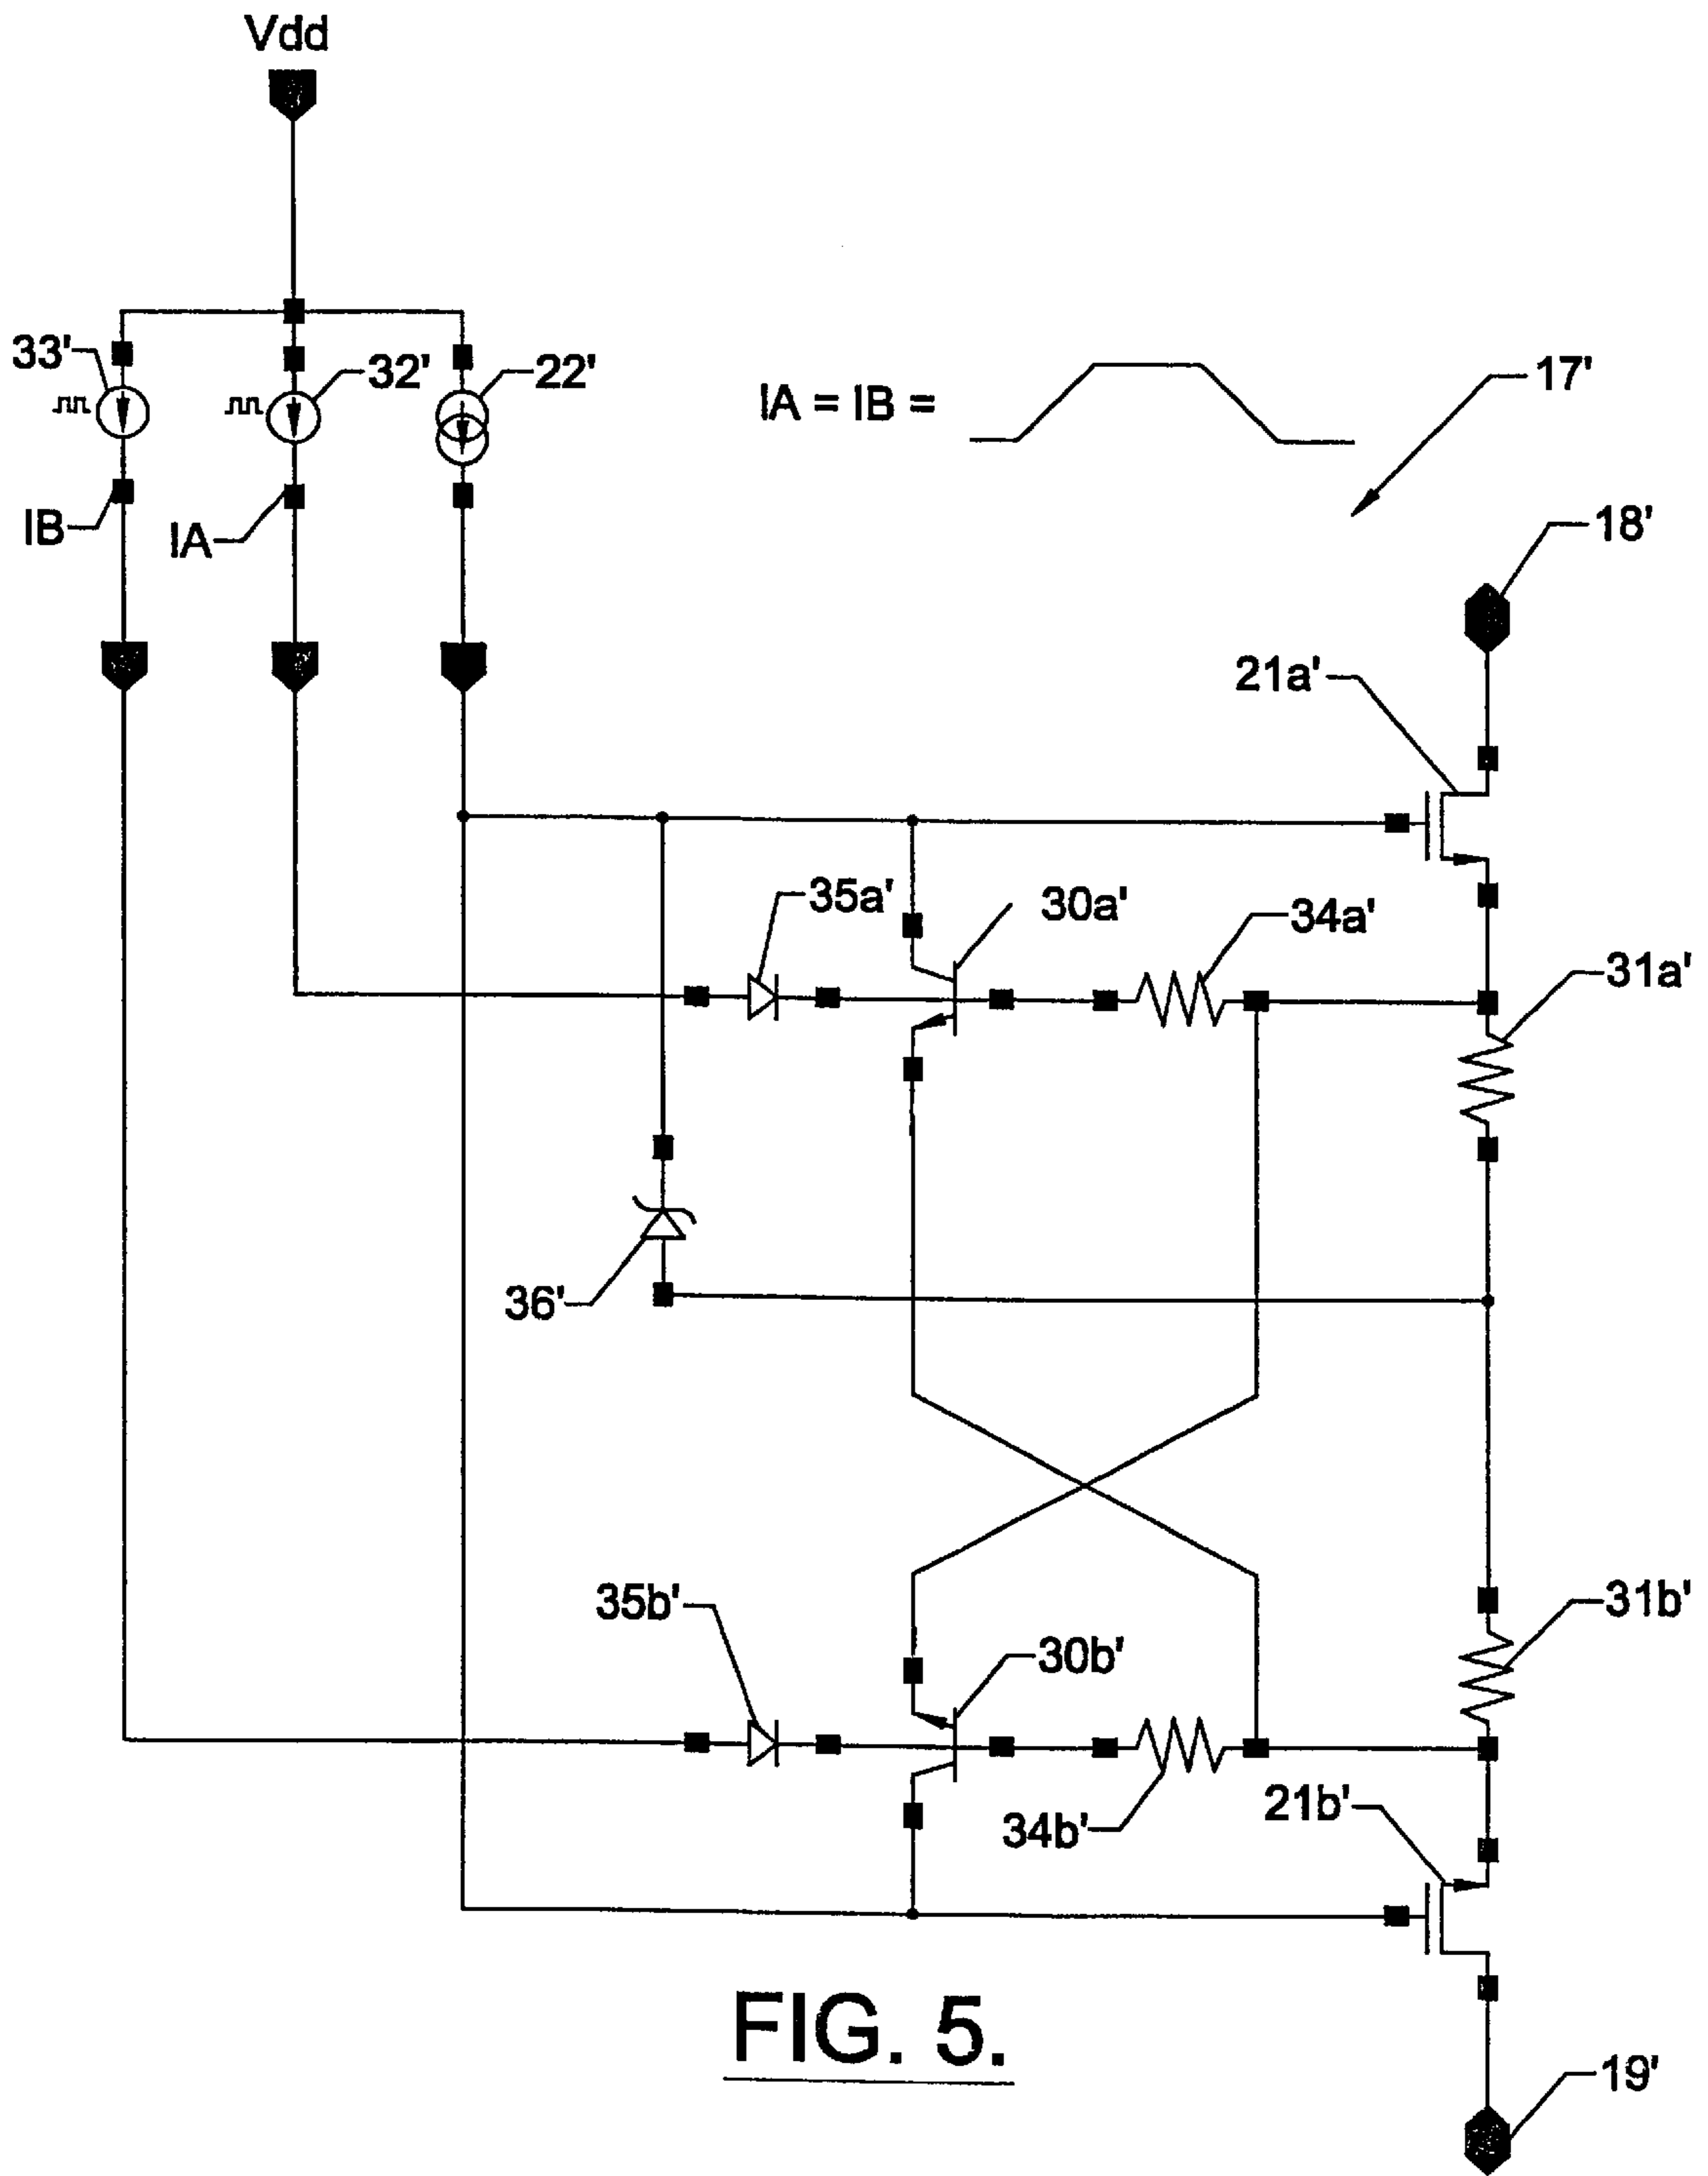 Vdd
33'
32'
22'
IA = IB =
17'
IB
IA
18'
21a'
35a'
30a'
34a'
31a'
36'
35b'
30b'
31b'
34b'
21b'
FIG. 5.
19'